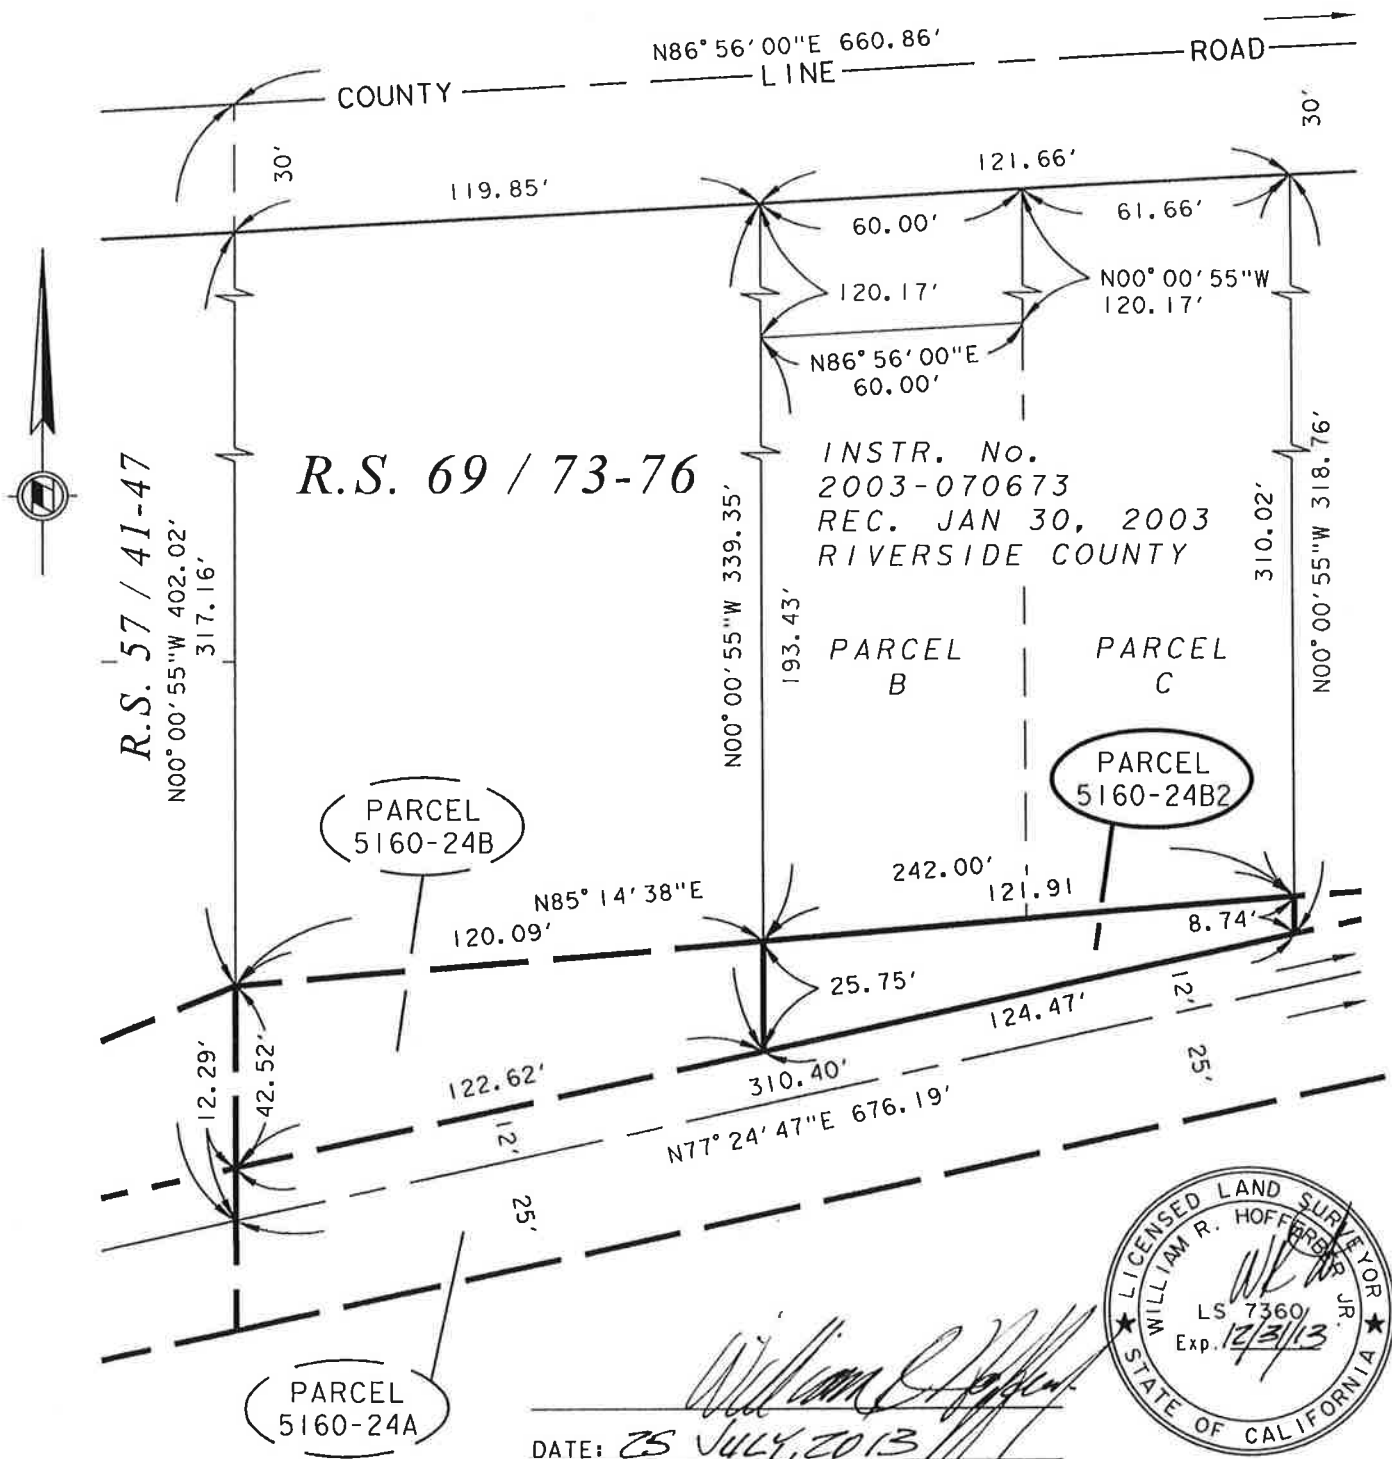 N86°56'00"E 660.86'
COUNTY LINE ROAD
30'
30'
119.85'
121.66'
60.00'
61.66'
120.17'
N00°00'55"W
120.17'
N86°56'00"E
60.00'
R.S. 57 / 41-47
N00°00'55"W 402.02'
317.16'
R.S. 69 / 73-76
N00°00'55"W 339.35'
193.43'
INSTR. No.
2003-070673
REC. JAN 30, 2003
RIVERSIDE COUNTY
310.02'
N00°00'55"W 318.76'
PARCEL
B
PARCEL
C
PARCEL
5160-24B
PARCEL
5160-24B2
N85°14'38"E
242.00'
120.09'
121.91
8.74'
25.75'
12.29'
42.52'
122.62'
124.47'
12'
25'
310.40'
N77°24'47"E 676.19'
12'
25'
PARCEL
5160-24A
DATE: 25 JULY, 2013
LICENSED LAND SURVEYOR
WILLIAM R. HOFFERBER JR.
LS 7360
Exp. 12/31/13
STATE OF CALIFORNIA